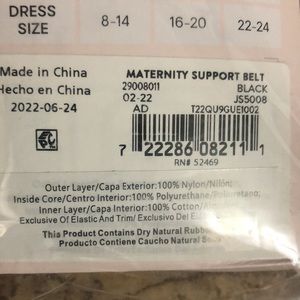 DRESS SIZE 8-14 16-20 22-24
Made in China
Hecho en China
2022-06-24
MATERNITY SUPPORT BELT
29008011 BLACK
02-22 JS5008
AD T22QU9GUE1002
7 22286 08211 1
RN# 52469
Outer Layer/Capa Exterior:100% Nylon/Nilón;
Inside Core/Centro Interior:100% Polyurethane/Poliuretano;
Inner Layer/Capa Interior:100% Cotton/
Exclusive Of Elastic And Trim/ Exclusivo Del
This Product Contains Dry Natural Rubber
Producto Contiene Caucho Natural